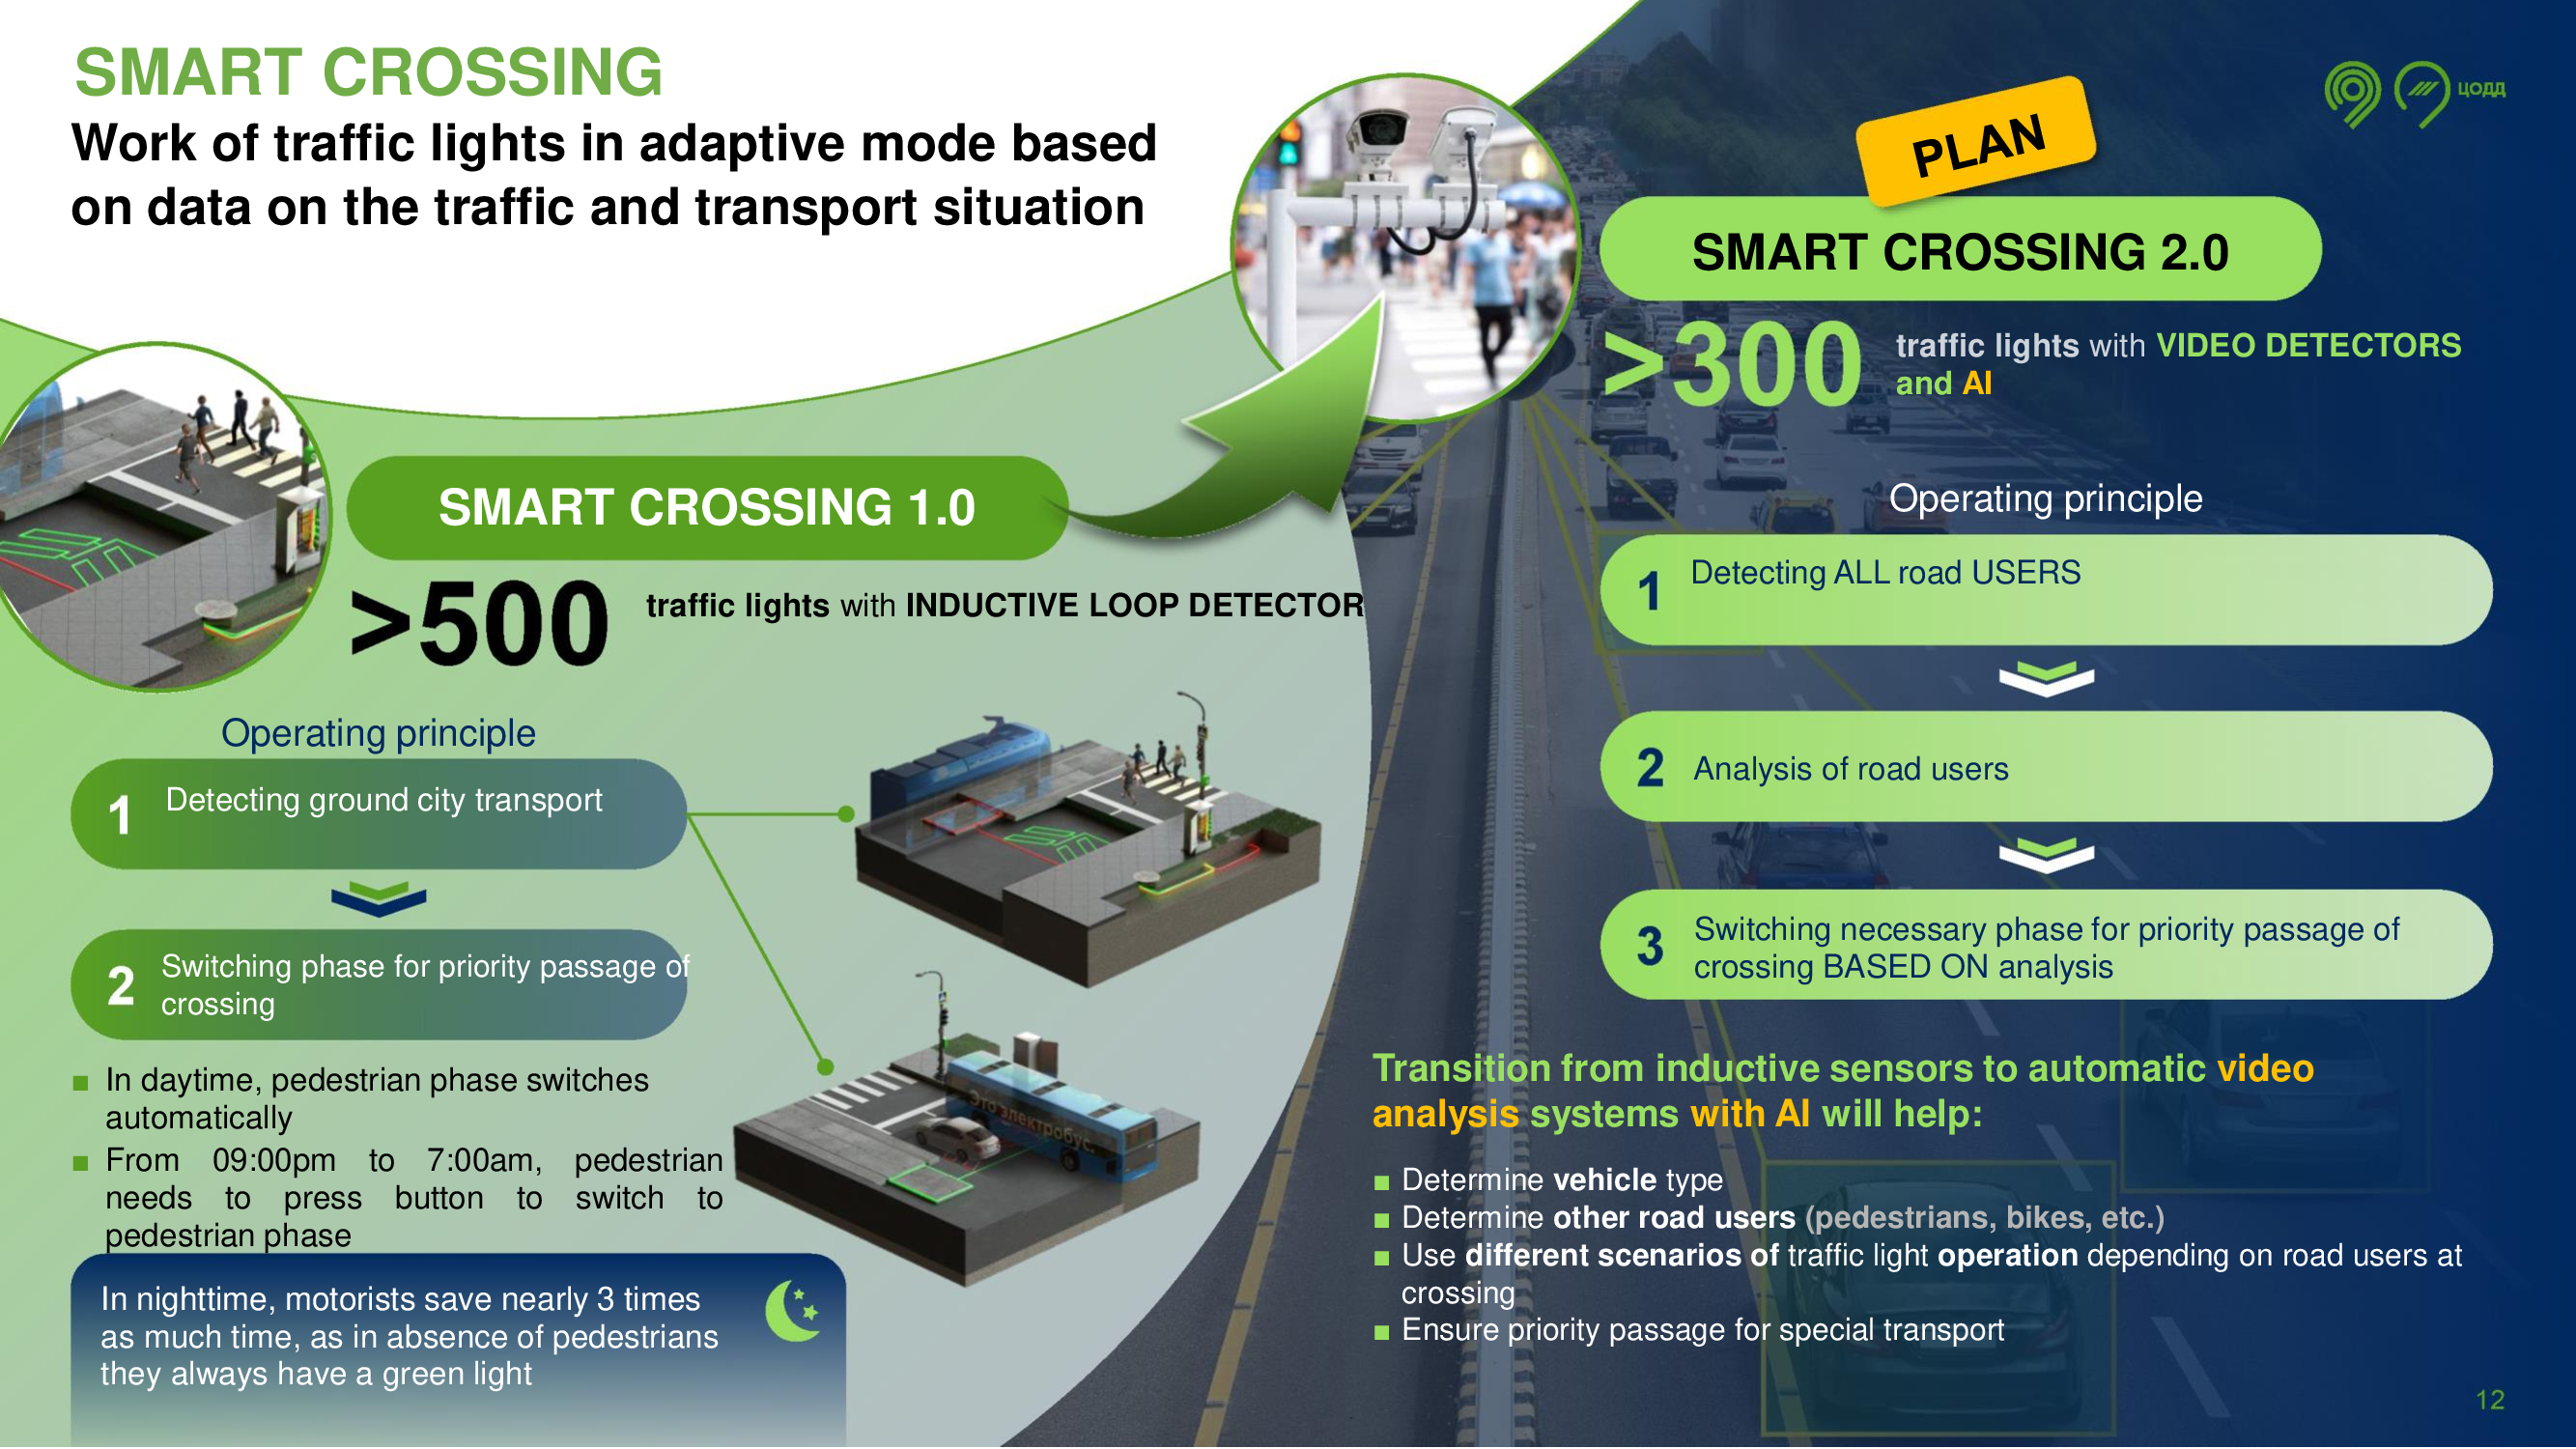 SMART CROSSING
Work of traffic lights in adaptive mode based
on data on the traffic and transport situation
SMART CROSSING 1.0
>500
traffic lights with INDUCTIVE LOOP DETECTOR
Operating principle
1
Detecting ground city transport
2
Switching phase for priority passage of
crossing
■ In daytime, pedestrian phase switches
automatically
■ From 09:00pm to 7:00am, pedestrian
needs to press button to switch to
pedestrian phase
In nighttime, motorists save nearly 3 times
as much time, as in absence of pedestrians
they always have a green light
Это электробус.
ЦОДД
PLAN
SMART CROSSING 2.0
>300
traffic lights with VIDEO DETECTORS
and AI
Operating principle
1
Detecting ALL road USERS
2
Analysis of road users
3
Switching necessary phase for priority passage of
crossing BASED ON analysis
Transition from inductive sensors to automatic video
analysis systems with AI will help:
■ Determine vehicle type
■ Determine other road users (pedestrians, bikes, etc.)
■ Use different scenarios of traffic light operation depending on road users at
crossing
■ Ensure priority passage for special transport
12